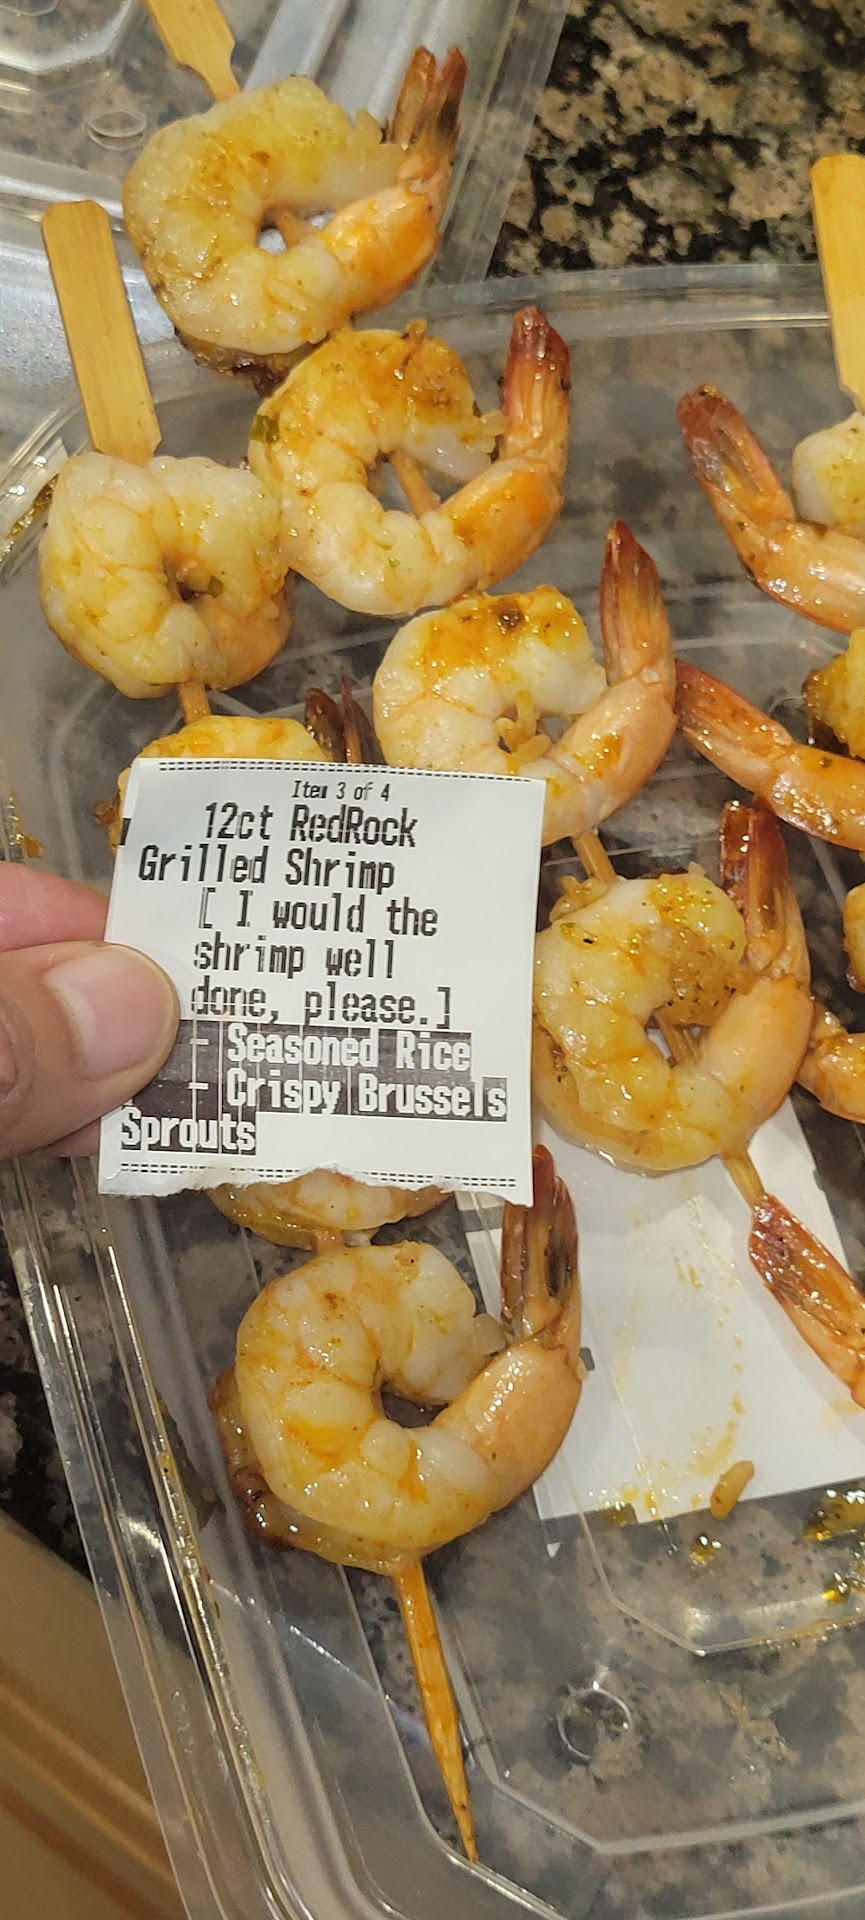 Item 3 of 4
12ct RedRock
Grilled Shrimp
[ I would the
shrimp well
done, please.]
- Seasoned Rice
- Crispy Brussels
Sprouts